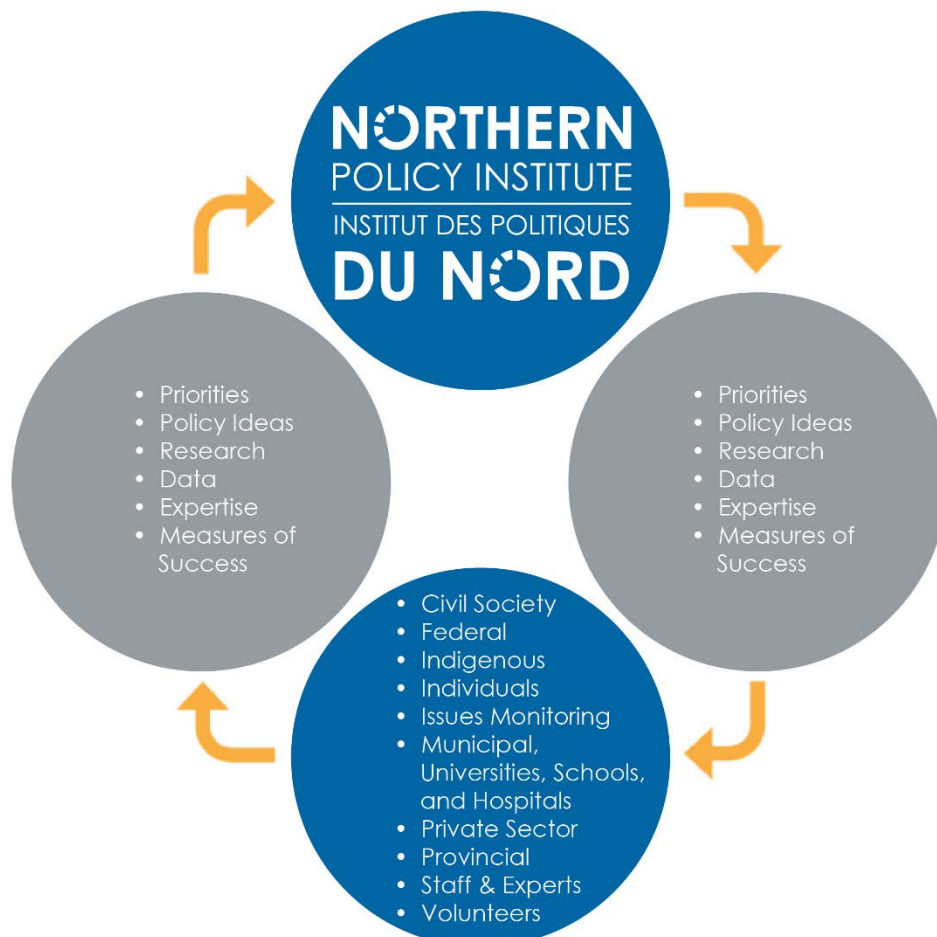 NORTHERN
POLICY INSTITUTE
INSTITUT DES POLITIQUES
DU NORD
• Priorities
• Policy Ideas
• Research
• Data
• Expertise
• Measures of
Success
• Priorities
• Policy Ideas
• Research
• Data
• Expertise
• Measures of
Success
• Civil Society
• Federal
• Indigenous
• Individuals
• Issues Monitoring
• Municipal,
Universities, Schools,
and Hospitals
• Private Sector
• Provincial
• Staff & Experts
• Volunteers